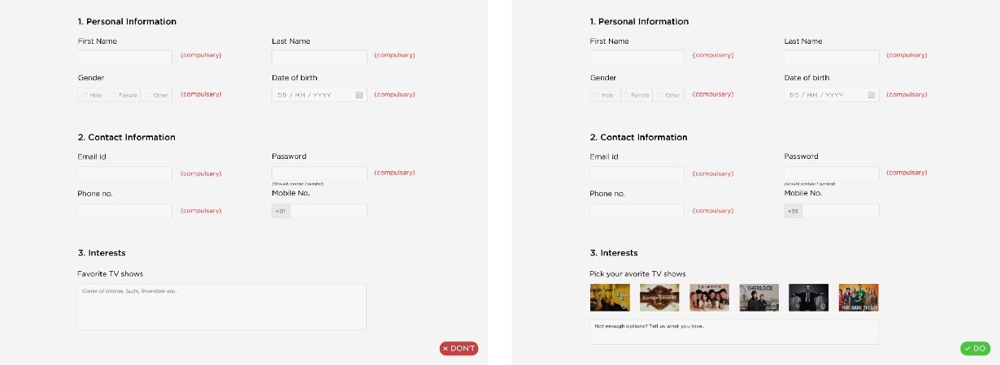 1. Personal Information
First Name
Last Name
(compulsary)
(compulsary)
Gender
Date of birth
Male
Female
Other
(compulsary)
DD / MM / YYYY
(compulsary)
2. Contact Information
Email id
Password
(compulsary)
(compulsary)
(Should contain 1 symbol)
Phone no.
Mobile No.
(compulsary)
+91
3. Interests
Favorite TV shows
Game of throne, Suits, Riverdale etc..
× DON'T
1. Personal Information
First Name
Last Name
(compulsary)
(compulsary)
Gender
Date of birth
Male
Female
Other
(compulsary)
DD / MM / YYYY
(compulsary)
2. Contact Information
Email id
Password
(compulsary)
(compulsary)
(should contain 1 symbol)
Phone no.
Mobile No.
(compulsary)
+91
3. Interests
Pick your avorite TV shows
SHERLOCK
Not enough options? Tell us what you love..
✓ DO